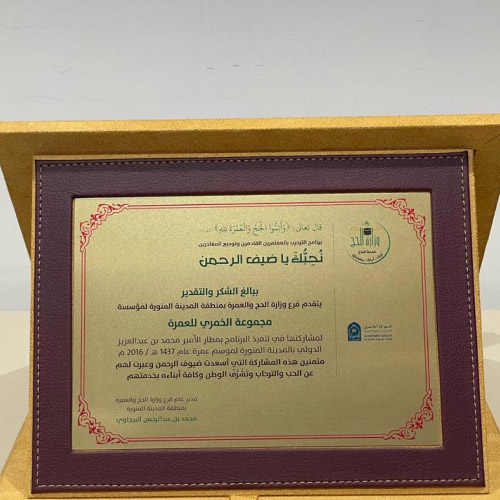 قال تعالى: ﴿وَأَتِمُّوا الْحَجَّ وَالْعُمْرَةَ لِلَّهِ﴾
برنامج الترحيب بالمعتمرين القادمين وتوديع المغادرين
نُحِبُّكَ يا ضيف الرحمن
ببالغ الشكر والتقدير
يتقدم فرع وزارة الحج والعمرة بمنطقة المدينة المنورة لمؤسسة
مجموعة الخمري للعمرة
لمشاركتها في تنفيذ البرنامج بمطار الأمير محمد بن عبدالعزيز
الدولي بالمدينة المنورة لموسم عمرة عام 1437 هـ / 2016 م
مثمنين هذه المشاركة التي أسعدت ضيوف الرحمن وعبرت لهم
عن الحب والترحاب وتشرُّف الوطن وكافة أبناءه بخدمتهم
مدير عام فرع وزارة الحج والعمرة
بمنطقة المدينة المنورة
محمد بن عبدالرحمن البيجاوي
وزارة الحج